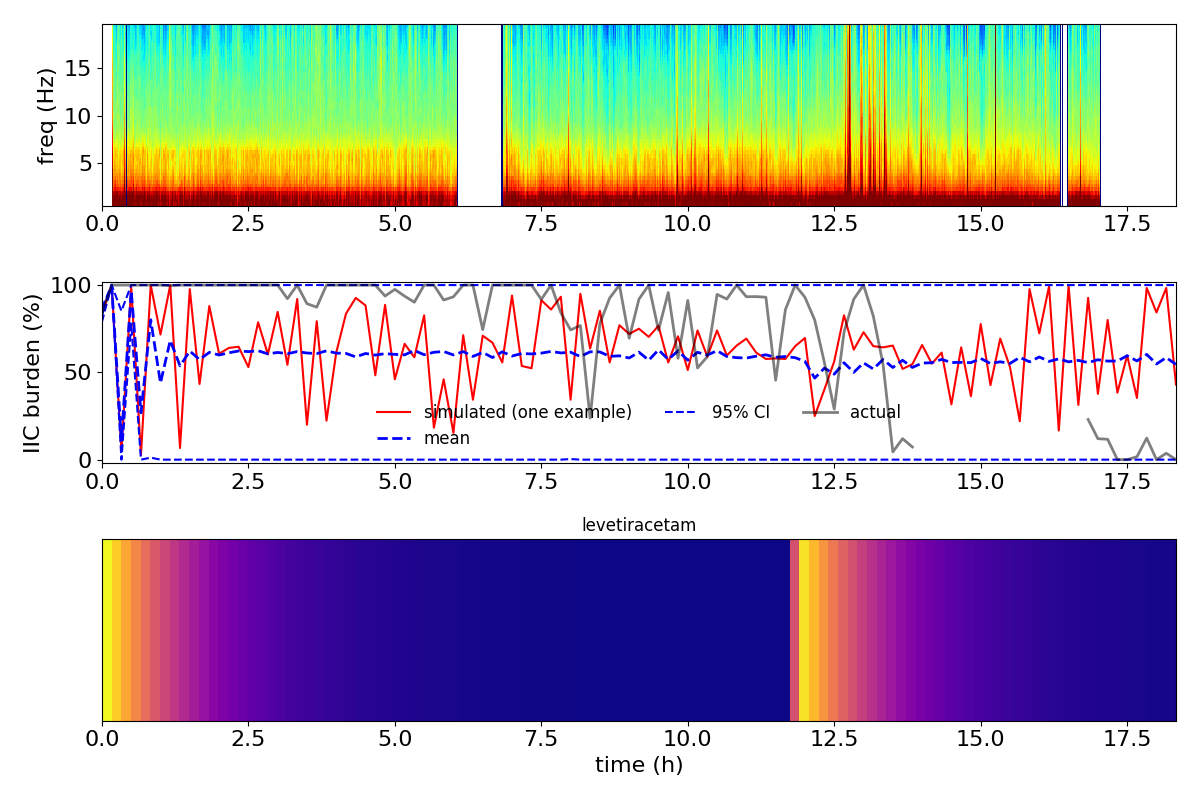 freq (Hz)
15
10
5
0.0 2.5 5.0 7.5 10.0 12.5 15.0 17.5
IIC burden (%)
100
50
0
simulated (one example) 95% CI actual
mean
0.0 2.5 5.0 7.5 10.0 12.5 15.0 17.5
levetiracetam
0.0 2.5 5.0 7.5 10.0 12.5 15.0 17.5
time (h)